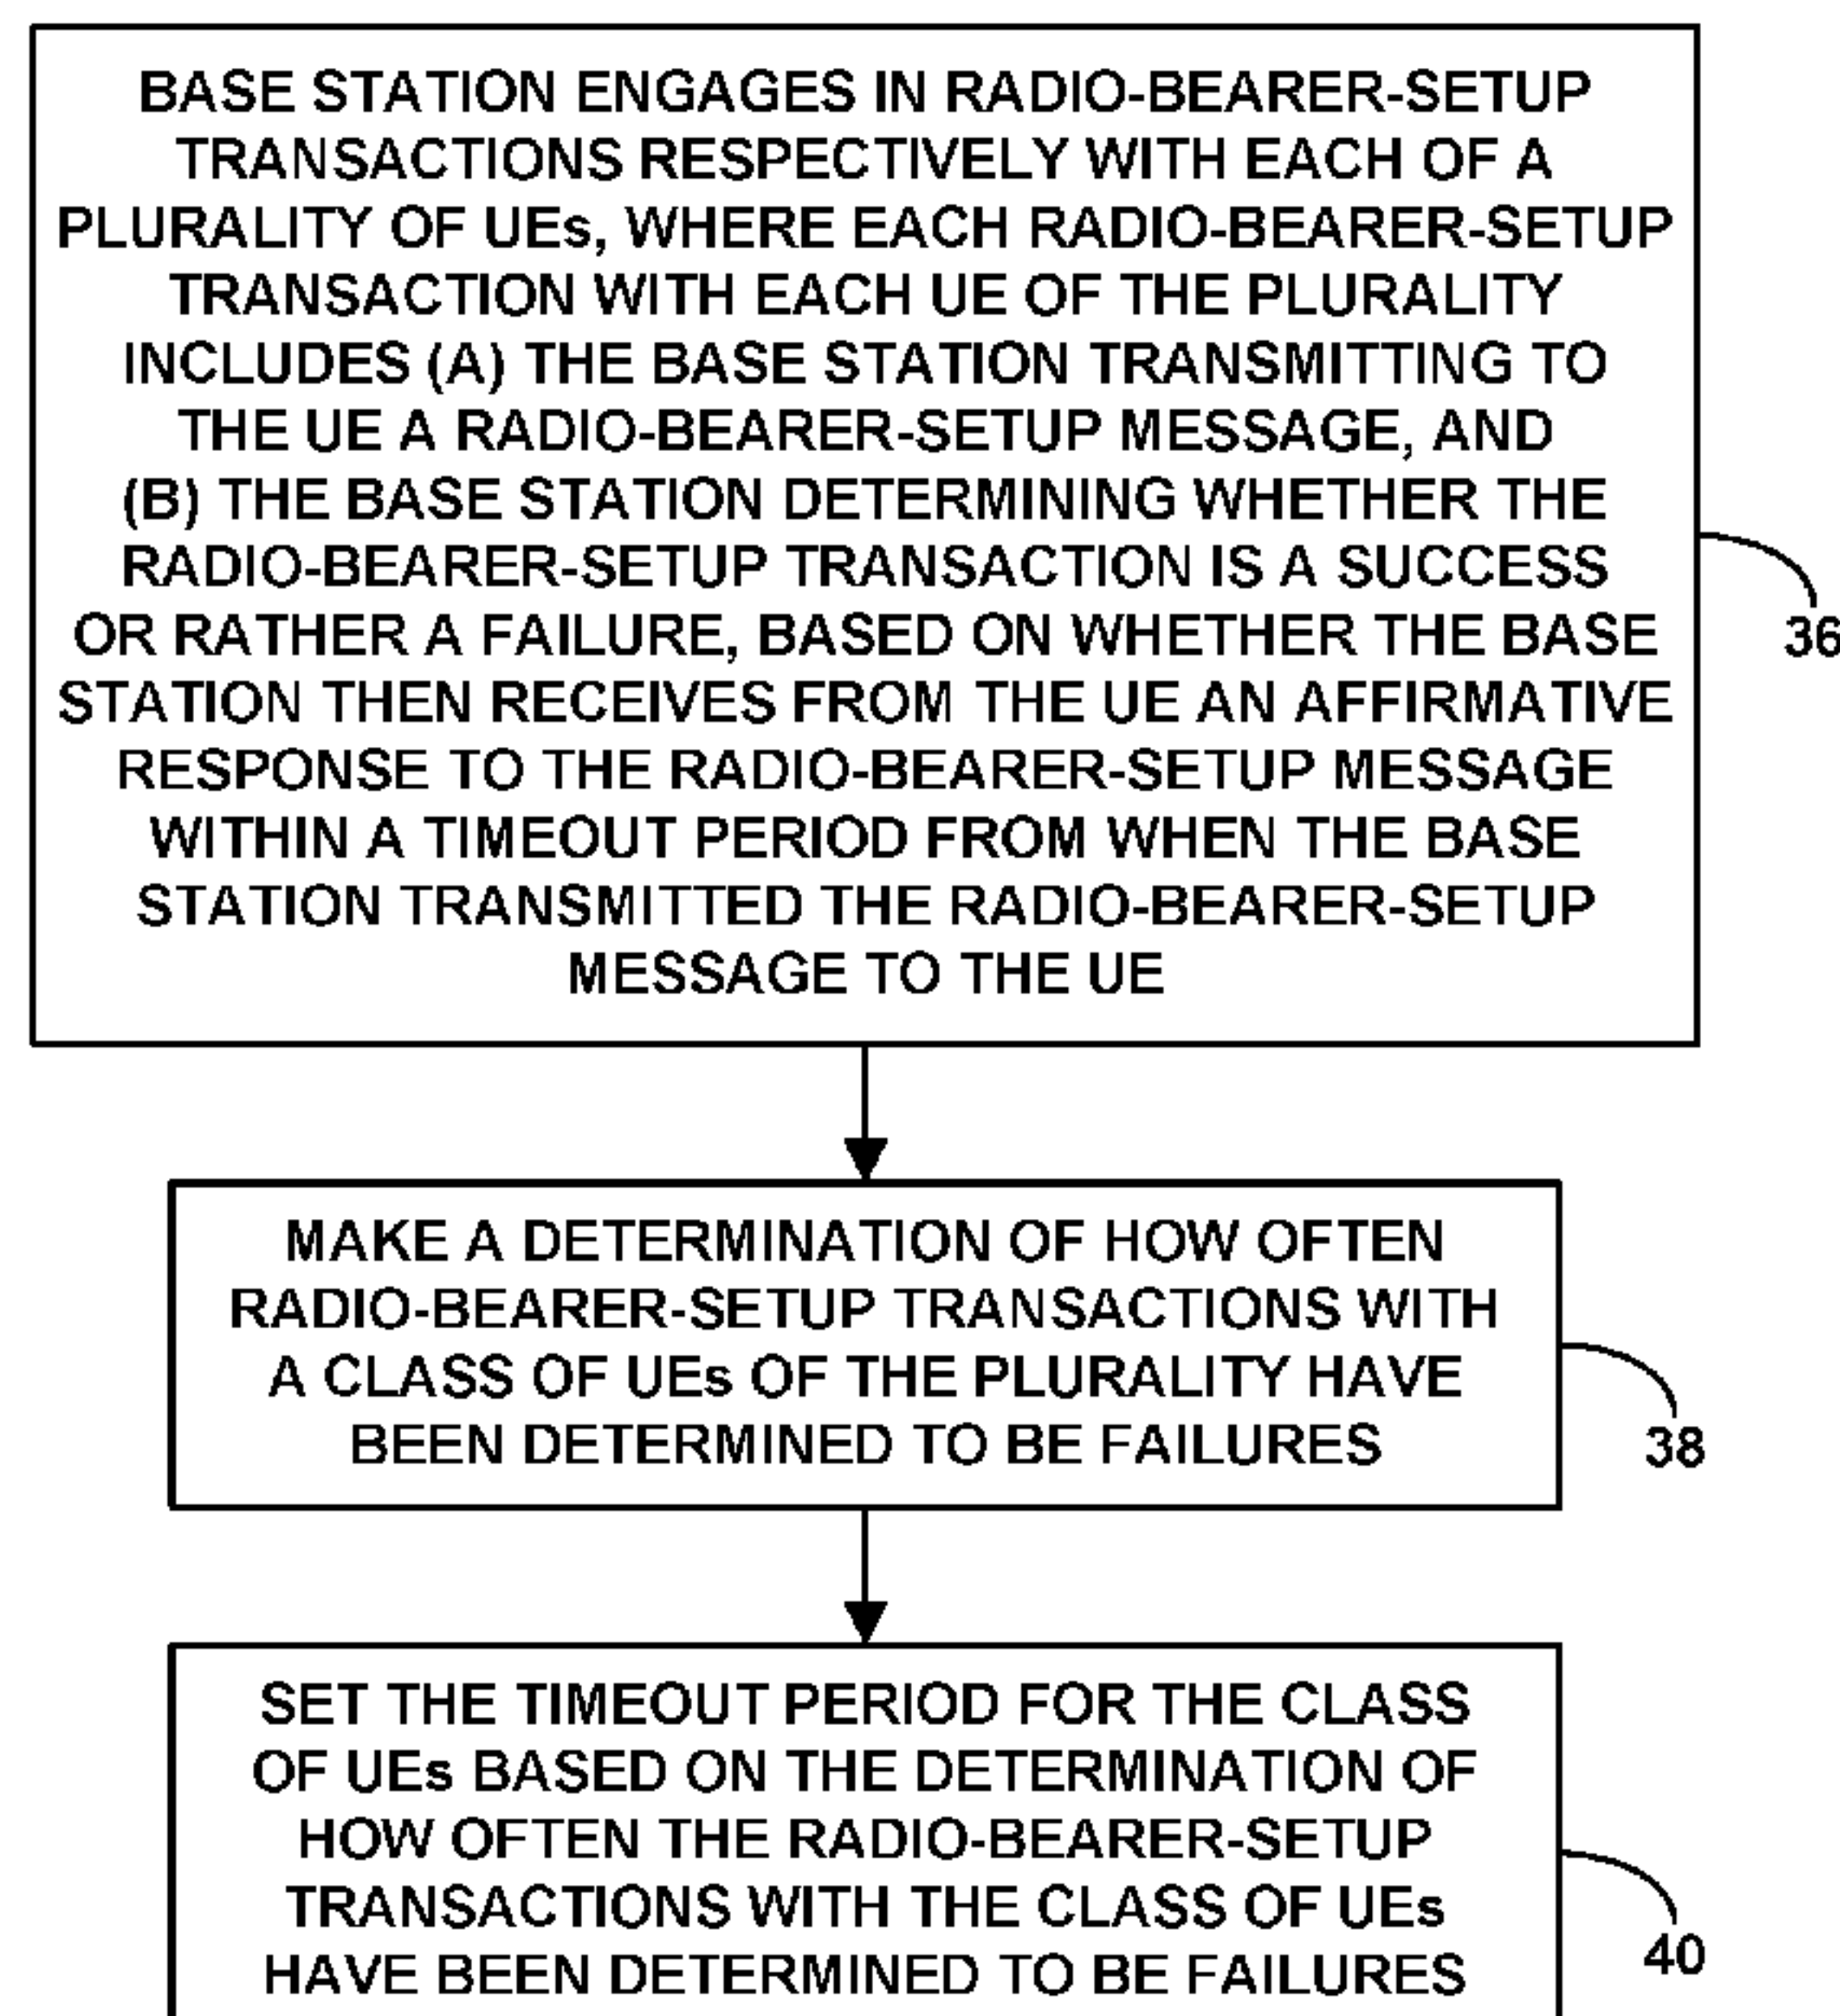 BASE STATION ENGAGES IN RADIO-BEARER-SETUP
TRANSACTIONS RESPECTIVELY WITH EACH OF A
PLURALITY OF UEs, WHERE EACH RADIO-BEARER-SETUP
TRANSACTION WITH EACH UE OF THE PLURALITY
INCLUDES (A) THE BASE STATION TRANSMITTING TO
THE UE A RADIO-BEARER-SETUP MESSAGE, AND
(B) THE BASE STATION DETERMINING WHETHER THE
RADIO-BEARER-SETUP TRANSACTION IS A SUCCESS
OR RATHER A FAILURE, BASED ON WHETHER THE BASE
STATION THEN RECEIVES FROM THE UE AN AFFIRMATIVE
RESPONSE TO THE RADIO-BEARER-SETUP MESSAGE
WITHIN A TIMEOUT PERIOD FROM WHEN THE BASE
STATION TRANSMITTED THE RADIO-BEARER-SETUP
MESSAGE TO THE UE
36
MAKE A DETERMINATION OF HOW OFTEN
RADIO-BEARER-SETUP TRANSACTIONS WITH
A CLASS OF UEs OF THE PLURALITY HAVE
BEEN DETERMINED TO BE FAILURES
38
SET THE TIMEOUT PERIOD FOR THE CLASS
OF UEs BASED ON THE DETERMINATION OF
HOW OFTEN THE RADIO-BEARER-SETUP
TRANSACTIONS WITH THE CLASS OF UEs
HAVE BEEN DETERMINED TO BE FAILURES
40